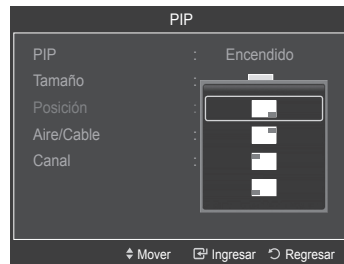 PIP
PIP : Encendido
Tamaño :
Posición :
Aire/Cable :
Canal :
Mover Ingresar Regresar